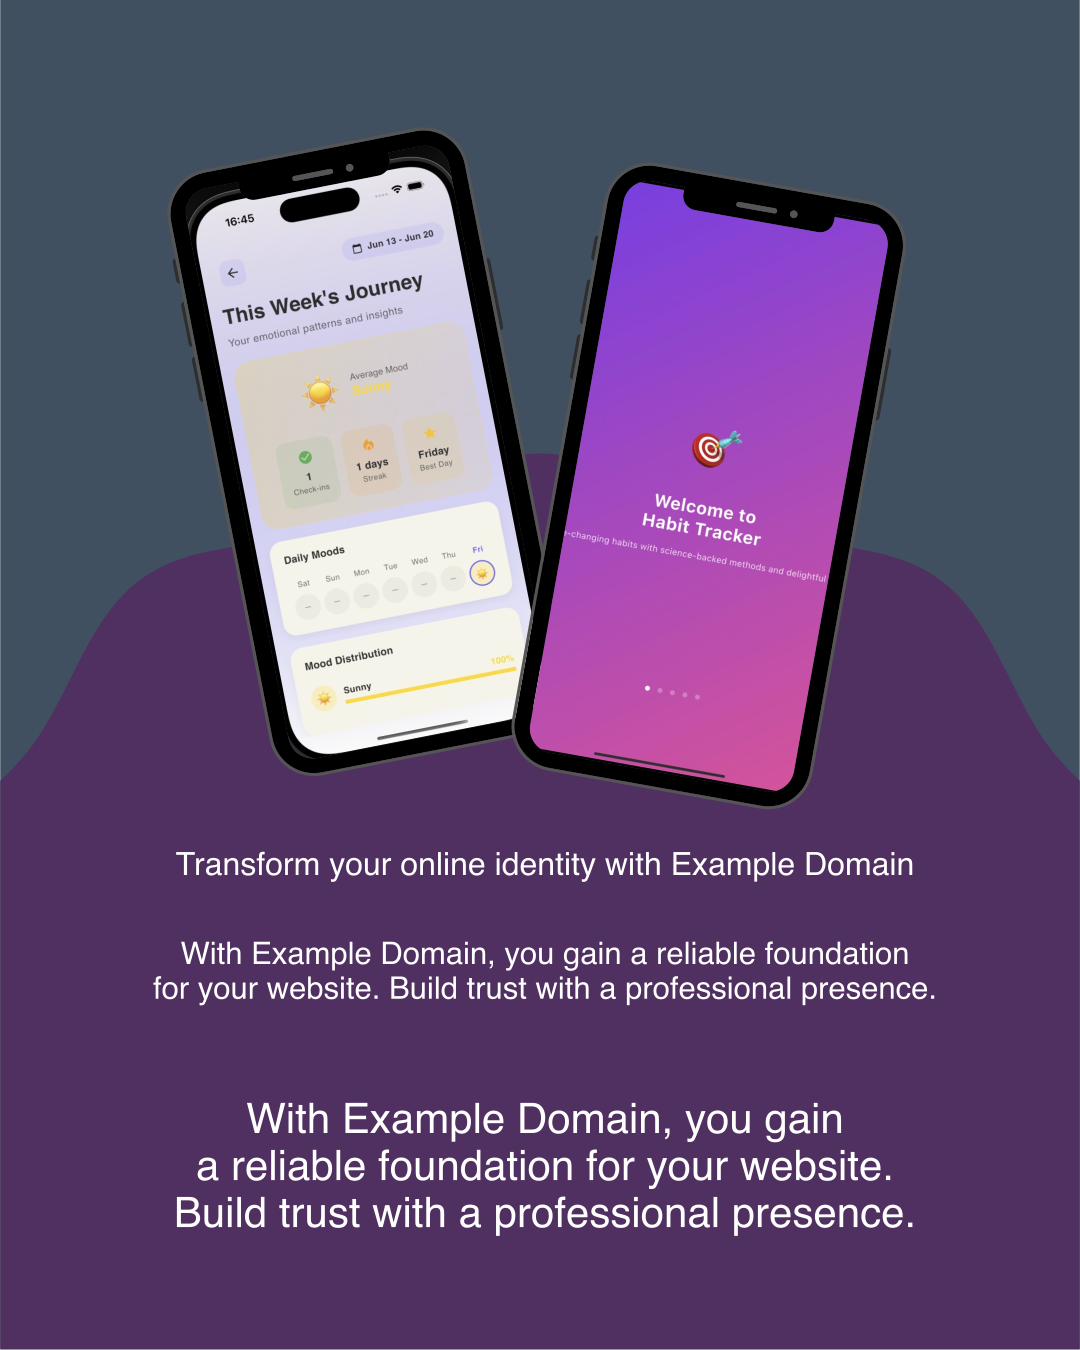 16:45
Jun 13 - Jun 20
This Week's Journey
Your emotional patterns and insights
Average Mood
Sunny
1
Check-ins
1 days
Streak
Friday
Best Day
Daily Moods
Sat Sun Mon Tue Wed Thu Fri
Mood Distribution
Sunny
100%
Welcome to
Habit Tracker
-changing habits with science-backed methods and delightful
Transform your online identity with Example Domain
With Example Domain, you gain a reliable foundation
for your website. Build trust with a professional presence.
With Example Domain, you gain
a reliable foundation for your website.
Build trust with a professional presence.